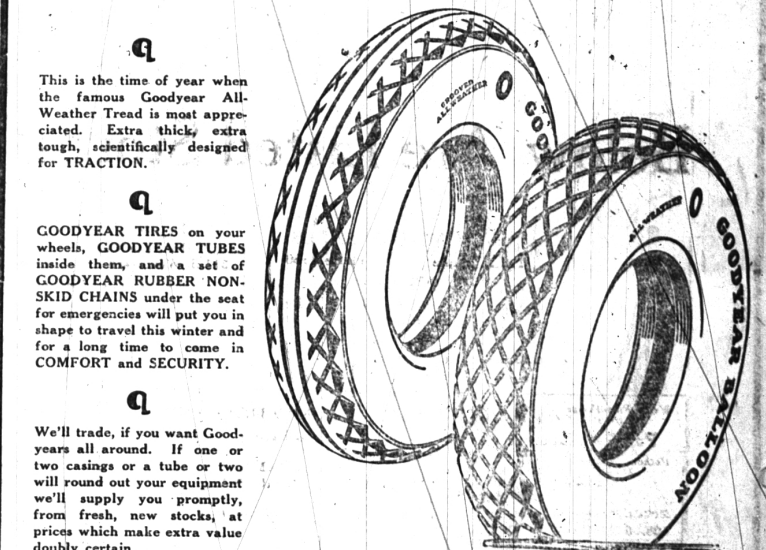 This is the time of year when
the famous Goodyear All-
Weather Tread is most appre-
ciated. Extra thick, extra
tough, scientifically designed
for TRACTION.
GOODYEAR TIRES on your
wheels, GOODYEAR TUBES
inside them, and a set of
GOODYEAR RUBBER NON-
SKID CHAINS under the seat
for emergencies will put you in
shape to travel this winter and
for a long time to come in
COMFORT and SECURITY.
We'll trade, if you want Good-
years all around. If one or
two casings or a tube or two
will round out your equipment
we'll supply you promptly,
from fresh, new stocks, at
prices which make extra value
doubly certain.
ALL WEATHER
GOO
ALL WEATHER
GOODYEAR BALLOON